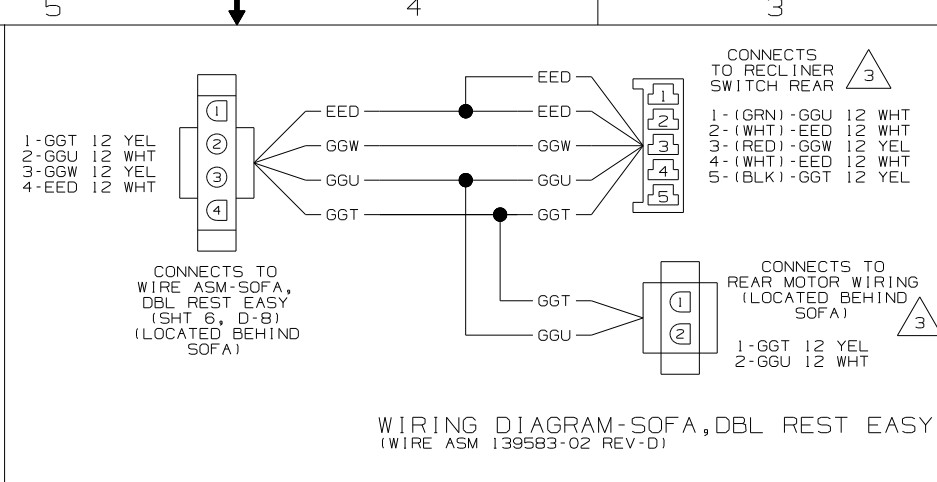 5 4 3
1-GGT 12 YEL
2-GGU 12 WHT
3-GGW 12 YEL
4-EED 12 WHT
1
2
3
4
CONNECTS TO
WIRE ASM-SOFA,
DBL REST EASY
(SHT 6, D-8)
(LOCATED BEHIND
SOFA)
EED
GGW
GGU
GGT
EED
EED
GGW
GGU
GGT
GGT
GGU
1
2
3
4
5
CONNECTS
TO RECLINER
SWITCH REAR
3
1-(GRN)-GGU 12 WHT
2-(WHT)-EED 12 WHT
3-(RED)-GGW 12 YEL
4-(WHT)-EED 12 WHT
5-(BLK)-GGT 12 YEL
1
2
CONNECTS TO
REAR MOTOR WIRING
(LOCATED BEHIND
SOFA)
3
1-GGT 12 YEL
2-GGU 12 WHT
WIRING DIAGRAM-SOFA,DBL REST EASY
(WIRE ASM 139583-02 REV-D)